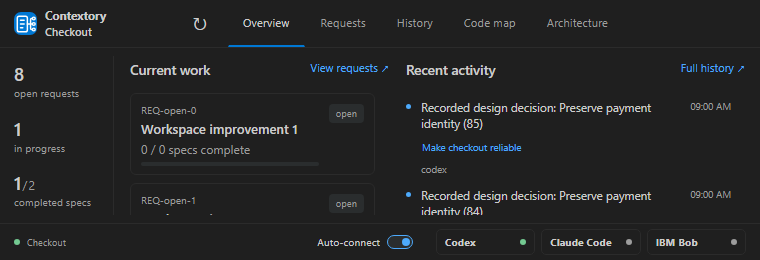 Contextory
Checkout
Overview
Requests
History
Code map
Architecture
8
open requests
1
in progress
1/2
completed specs
Current work
View requests ↗
REQ-open-0
open
Workspace improvement 1
0 / 0 specs complete
REQ-open-1
open
Recent activity
Full history ↗
Recorded design decision: Preserve payment
identity (85)
09:00 AM
Make checkout reliable
codex
Recorded design decision: Preserve payment
identity (84)
09:00 AM
Checkout
Auto-connect
Codex
Claude Code
IBM Bob